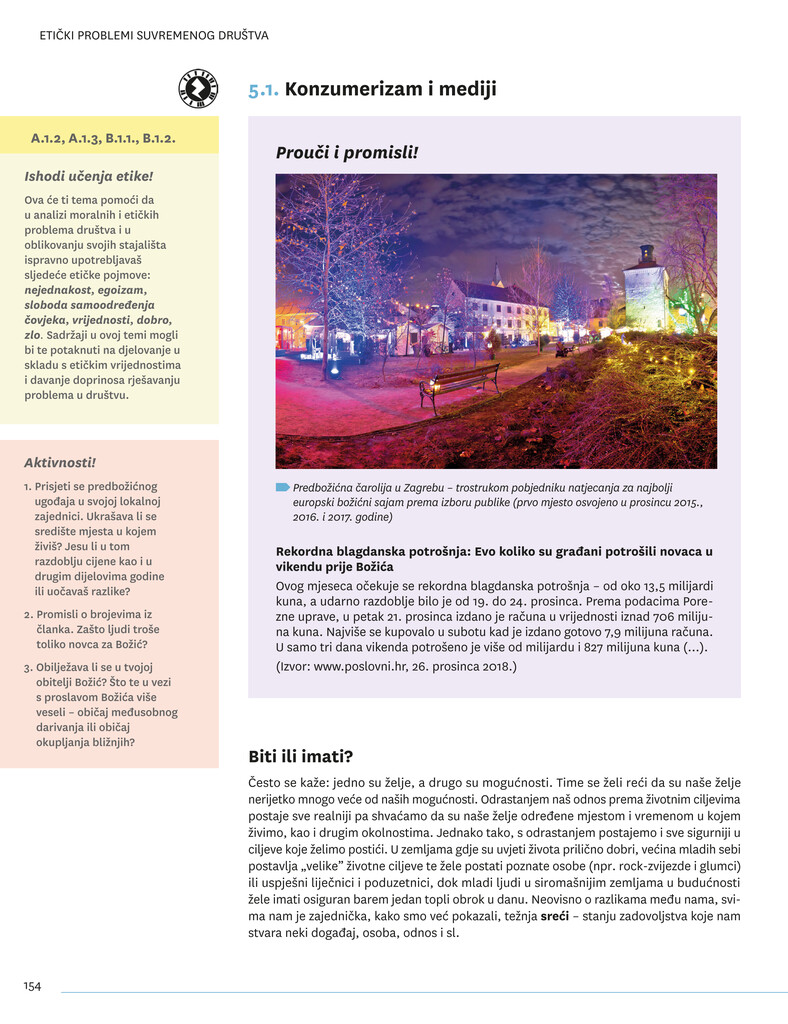 ETIČKI PROBLEMI SUVREMENOG DRUŠTVA
5.1. Konzumerizam i mediji
A.1.2, A.1.3, B.1.1., B.1.2.
Ishodi učenja etike!
Ova će ti tema pomoći da
u analizi moralnih i etičkih
problema društva i u
oblikovanju svojih stajališta
ispravno upotrebljavaš
sljedeće etičke pojmove:
nejednakost, egoizam,
sloboda samoodređenja
čovjeka, vrijednosti, dobro,
zlo. Sadržaji u ovoj temi mogli
bi te potaknuti na djelovanje u
skladu s etičkim vrijednostima
i davanje doprinosa rješavanju
problema u društvu.
Aktivnosti!
1. Prisjeti se predbožićnog
ugođaja u svojoj lokalnoj
zajednici. Ukrašava li se
središte mjesta u kojem
živiš? Jesu li u tom
razdoblju cijene kao i u
drugim dijelovima godine
ili uočavaš razlike?
2. Promisli o brojevima iz
članka. Zašto ljudi troše
toliko novca za Božić?
3. Obilježava li se u tvojoj
obitelji Božić? Što te u vezi
s proslavom Božića više
veseli – običaj međusobnog
darivanja ili običaj
okupljanja bližnjih?
Prouči i promisli!
Predbožićna čarolija u Zagrebu – trostrukom pobjedniku natjecanja za najbolji
europski božićni sajam prema izboru publike (prvo mjesto osvojeno u prosincu 2015.,
2016. i 2017. godine)
Rekordna blagdanska potrošnja: Evo koliko su građani potrošili novaca u
vikendu prije Božića
Ovog mjeseca očekuje se rekordna blagdanska potrošnja – od oko 13,5 milijardi
kuna, a udarno razdoblje bilo je od 19. do 24. prosinca. Prema podacima Pore-
zne uprave, u petak 21. prosinca izdano je računa u vrijednosti iznad 706 miliju-
na kuna. Najviše se kupovalo u subotu kad je izdano gotovo 7,9 milijuna računa.
U samo tri dana vikenda potrošeno je više od milijardu i 827 milijuna kuna (...).
(Izvor: www.poslovni.hr, 26. prosinca 2018.)
Biti ili imati?
Često se kaže: jedno su želje, a drugo su mogućnosti. Time se želi reći da su naše želje
nerijetko mnogo veće od naših mogućnosti. Odrastanjem naš odnos prema životnim ciljevima
postaje sve realniji pa shvaćamo da su naše želje određene mjestom i vremenom u kojem
živimo, kao i drugim okolnostima. Jednako tako, s odrastanjem postajemo i sve sigurniji u
ciljeve koje želimo postići. U zemljama gdje su uvjeti života prilično dobri, većina mladih sebi
postavlja „velike” životne ciljeve te žele postati poznate osobe (npr. rock-zvijezde i glumci)
ili uspješni liječnici i poduzetnici, dok mladi ljudi u siromašnijim zemljama u budućnosti
žele imati osiguran barem jedan topli obrok u danu. Neovisno o razlikama među nama, svi-
ma nam je zajednička, kako smo već pokazali, težnja sreći – stanju zadovoljstva koje nam
stvara neki događaj, osoba, odnos i sl.
154